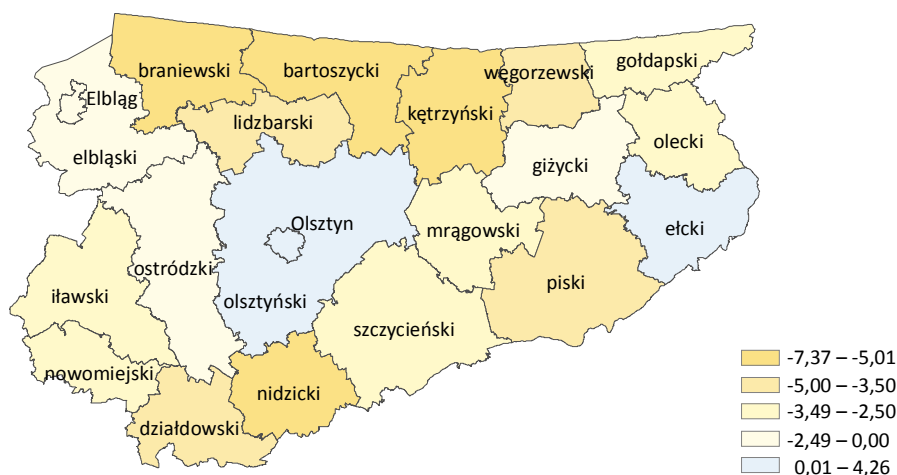 braniewski
bartoszycki
węgorzewski
gołdapski
Elbląg
lidzbarski
kętrzyński
elbląski
olecki
giżycki
Olsztyn
mrągowski
ełcki
ostródzki
piski
iławski
olsztyński
szczycieński
nowomiejski
nidzicki
działdowski
-7,37 – -5,01
-5,00 – -3,50
-3,49 – -2,50
-2,49 – 0,00
0,01 – 4,26